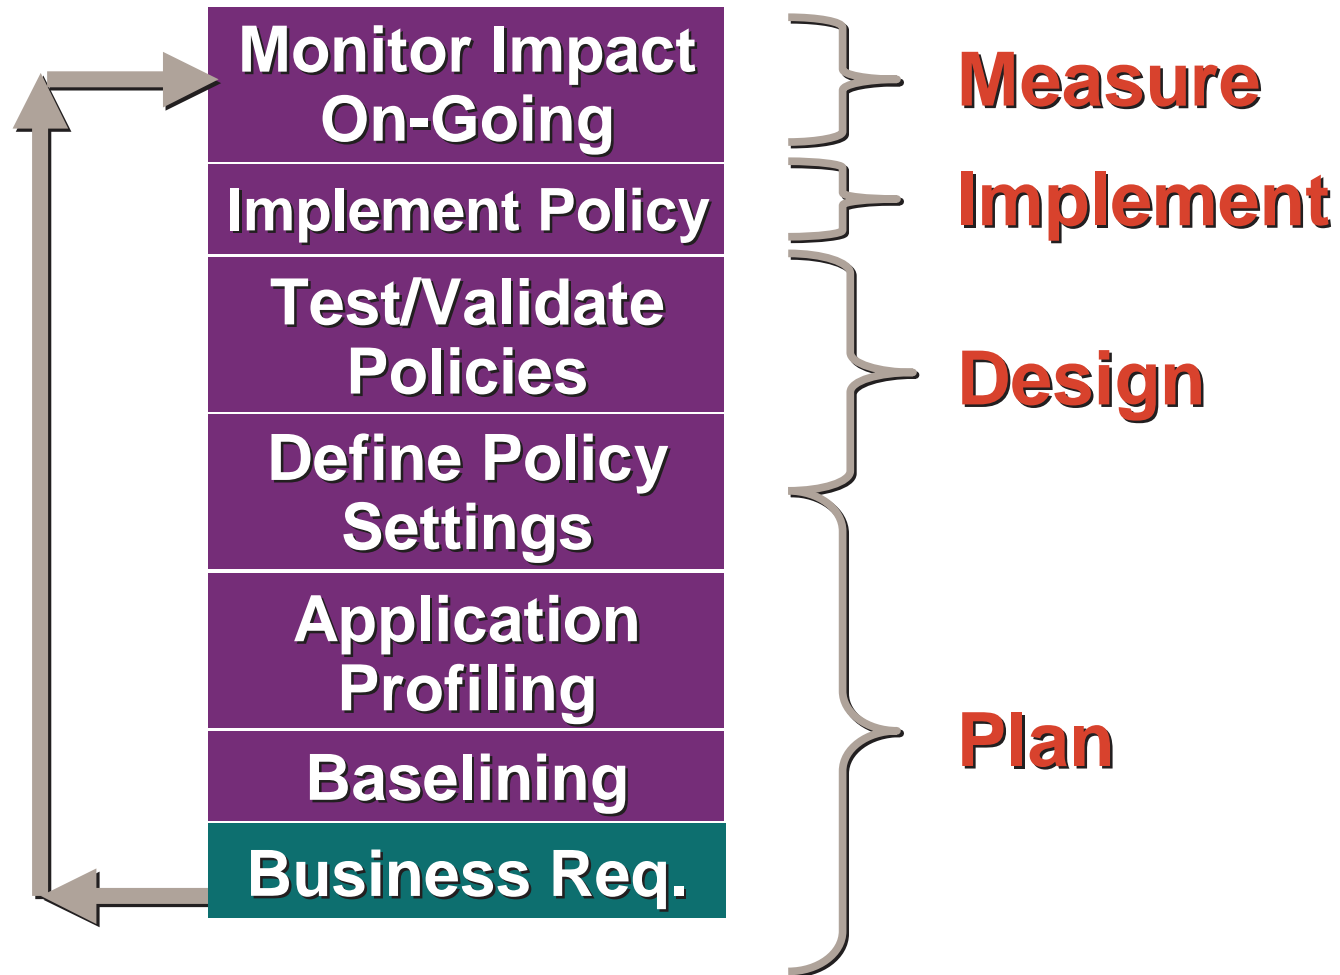 Monitor Impact
On-Going
Measure
Implement Policy
Implement
Test/Validate
Policies
Design
Define Policy
Settings
Application
Profiling
Plan
Baselining
Business Req.